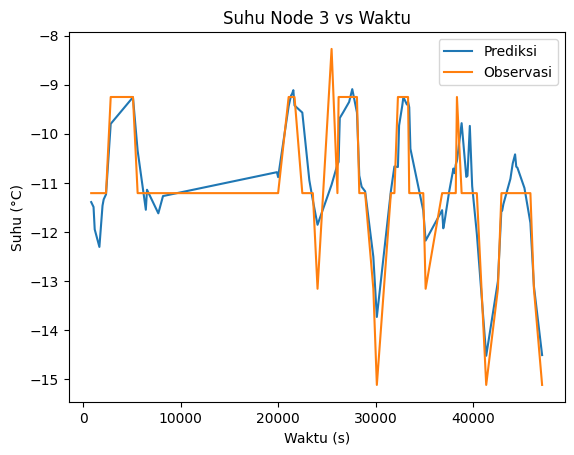 Suhu Node 3 vs Waktu
Prediksi
Observasi
Suhu (°C)
−8
−9
−10
−11
−12
−13
−14
−15
0 10000 20000 30000 40000
Waktu (s)